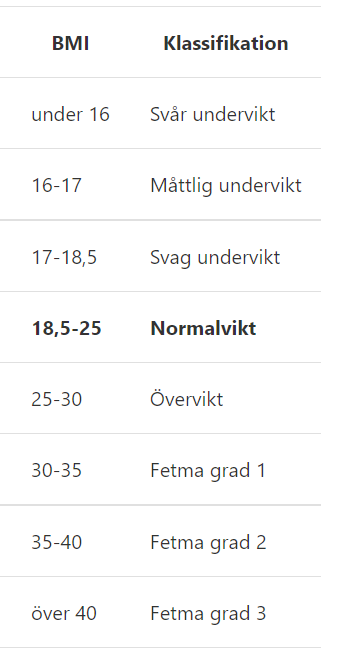 BMI Klassifikation
under 16 Svår undervikt
16-17 Måttlig undervikt
17-18,5 Svag undervikt
18,5-25 Normalvikt
25-30 Övervikt
30-35 Fetma grad 1
35-40 Fetma grad 2
över 40 Fetma grad 3